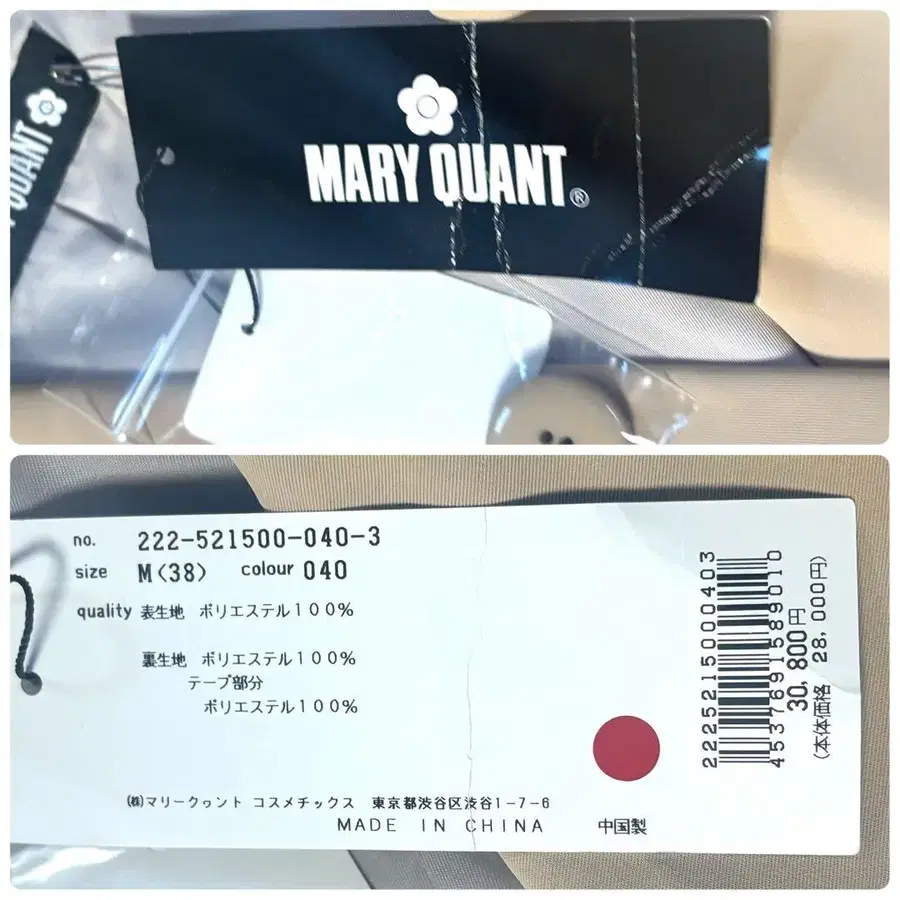 MARY QUANT®
QUANT
no. 222-521500-040-3
size M(38) colour 040
quality 表生地 ポリエステル100%
裏生地 ポリエステル100%
テープ部分
ポリエステル100%
㈱マリークヮント コスメチックス 東京都渋谷区渋谷1-7-6
MADE IN CHINA 中国製
2225215000403
4537691589010
30,800円
(本体価格 28,000円)